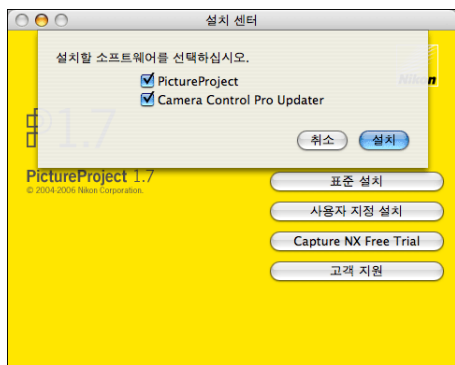 설치 센터
설치할 소프트웨어를 선택하십시오.
PictureProject
Camera Control Pro Updater
취소 설치
Nikon
1.7
PictureProject 1.7
© 2004-2006 Nikon Corporation.
표준 설치
사용자 지정 설치
Capture NX Free Trial
고객 지원